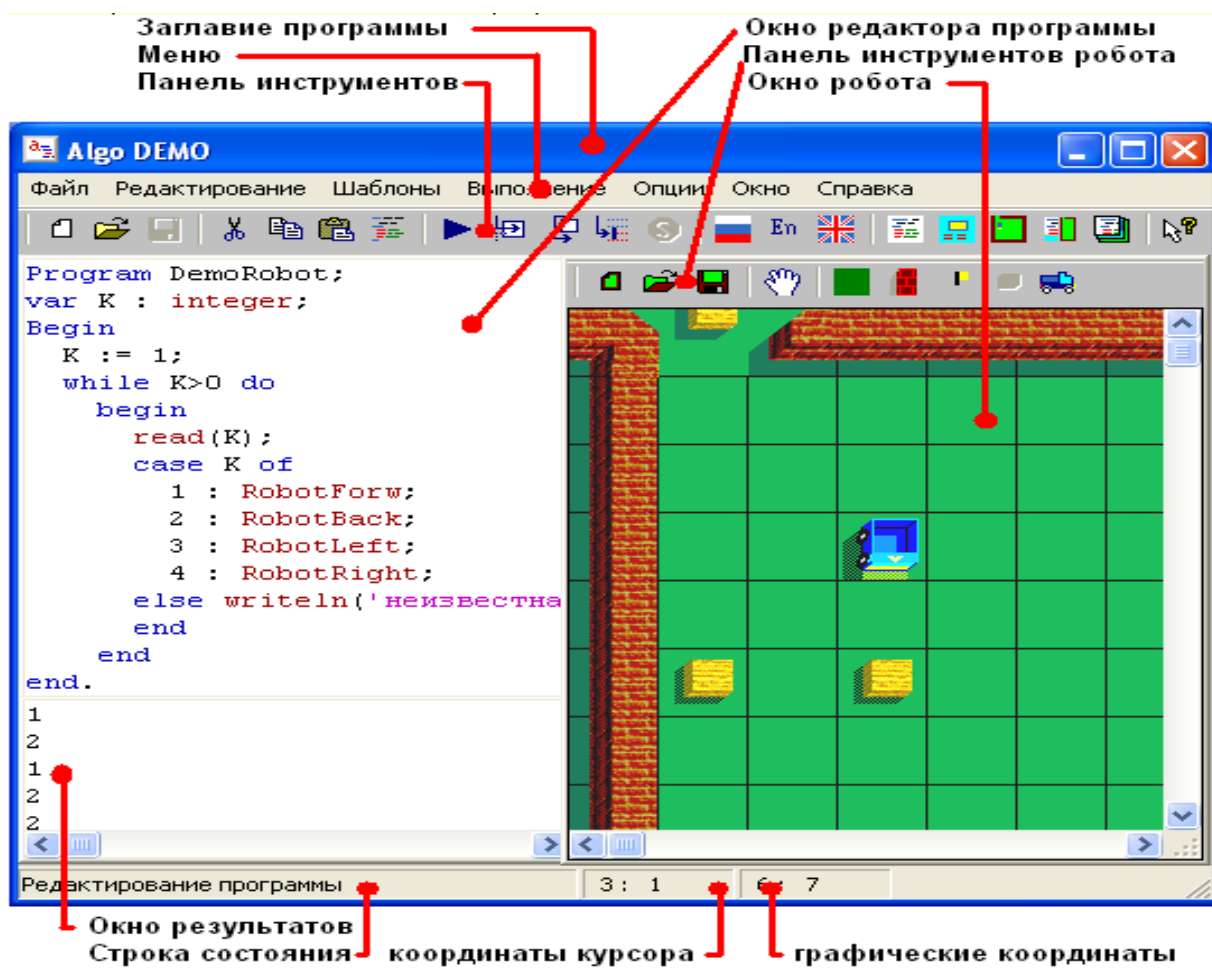 Заглавие программы
Меню
Панель инструментов
Окно редактора программы
Панель инструментов робота
Окно робота
Algo DEMO
Файл Редактирование Шаблоны Выполнение Опции Окно Справка
En
Program DemoRobot;
var K : integer;
Begin
K := 1;
while K>0 do
begin
read(K);
case K of
1 : RobotForw;
2 : RobotBack;
3 : RobotLeft;
4 : RobotRight;
else writeln('неизвестна
end
end
end.
1
2
1
2
2
Редактирование программы 3: 1 6: 7
Окно результатов
Строка состояния координаты курсора графические координаты